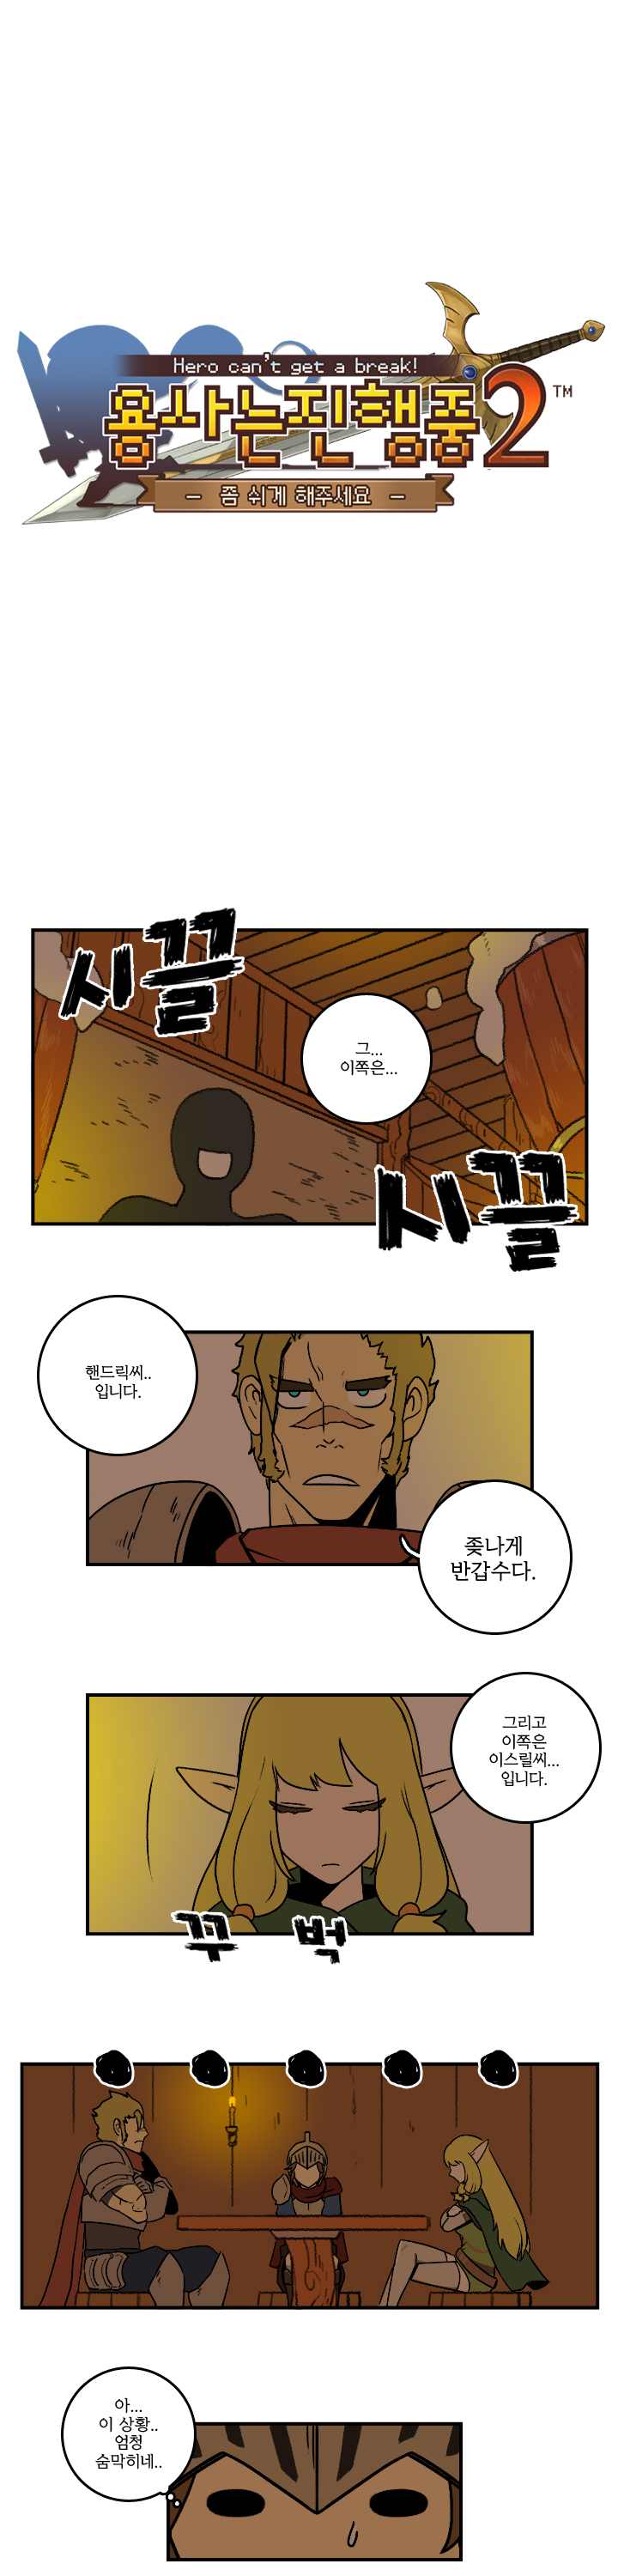 Hero can't get a break!
용사는진행중2™
- 좀 쉬게 해주세요 -
시끌
그...
이쪽은...
시끌
핸드릭씨..
입니다.
좆나게
반갑수다.
그리고
이쪽은
이스릴씨...
입니다.
꾸벅
아...
이 상황..
엄청
숨막히네..